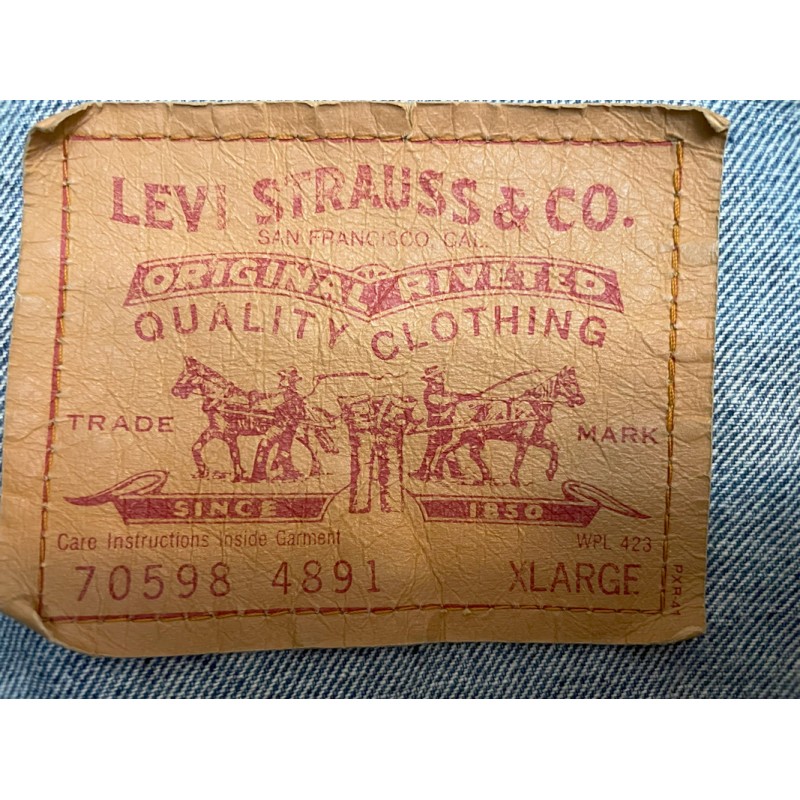 LEVI STRAUSS & CO.
SAN FRANCISCO, CAL.
ORIGINAL RIVETED
QUALITY CLOTHING
TRADE MARK
SINCE 1850
Care Instructions Inside Garment WPL 423
70598 4891 XLARGE
PXR41